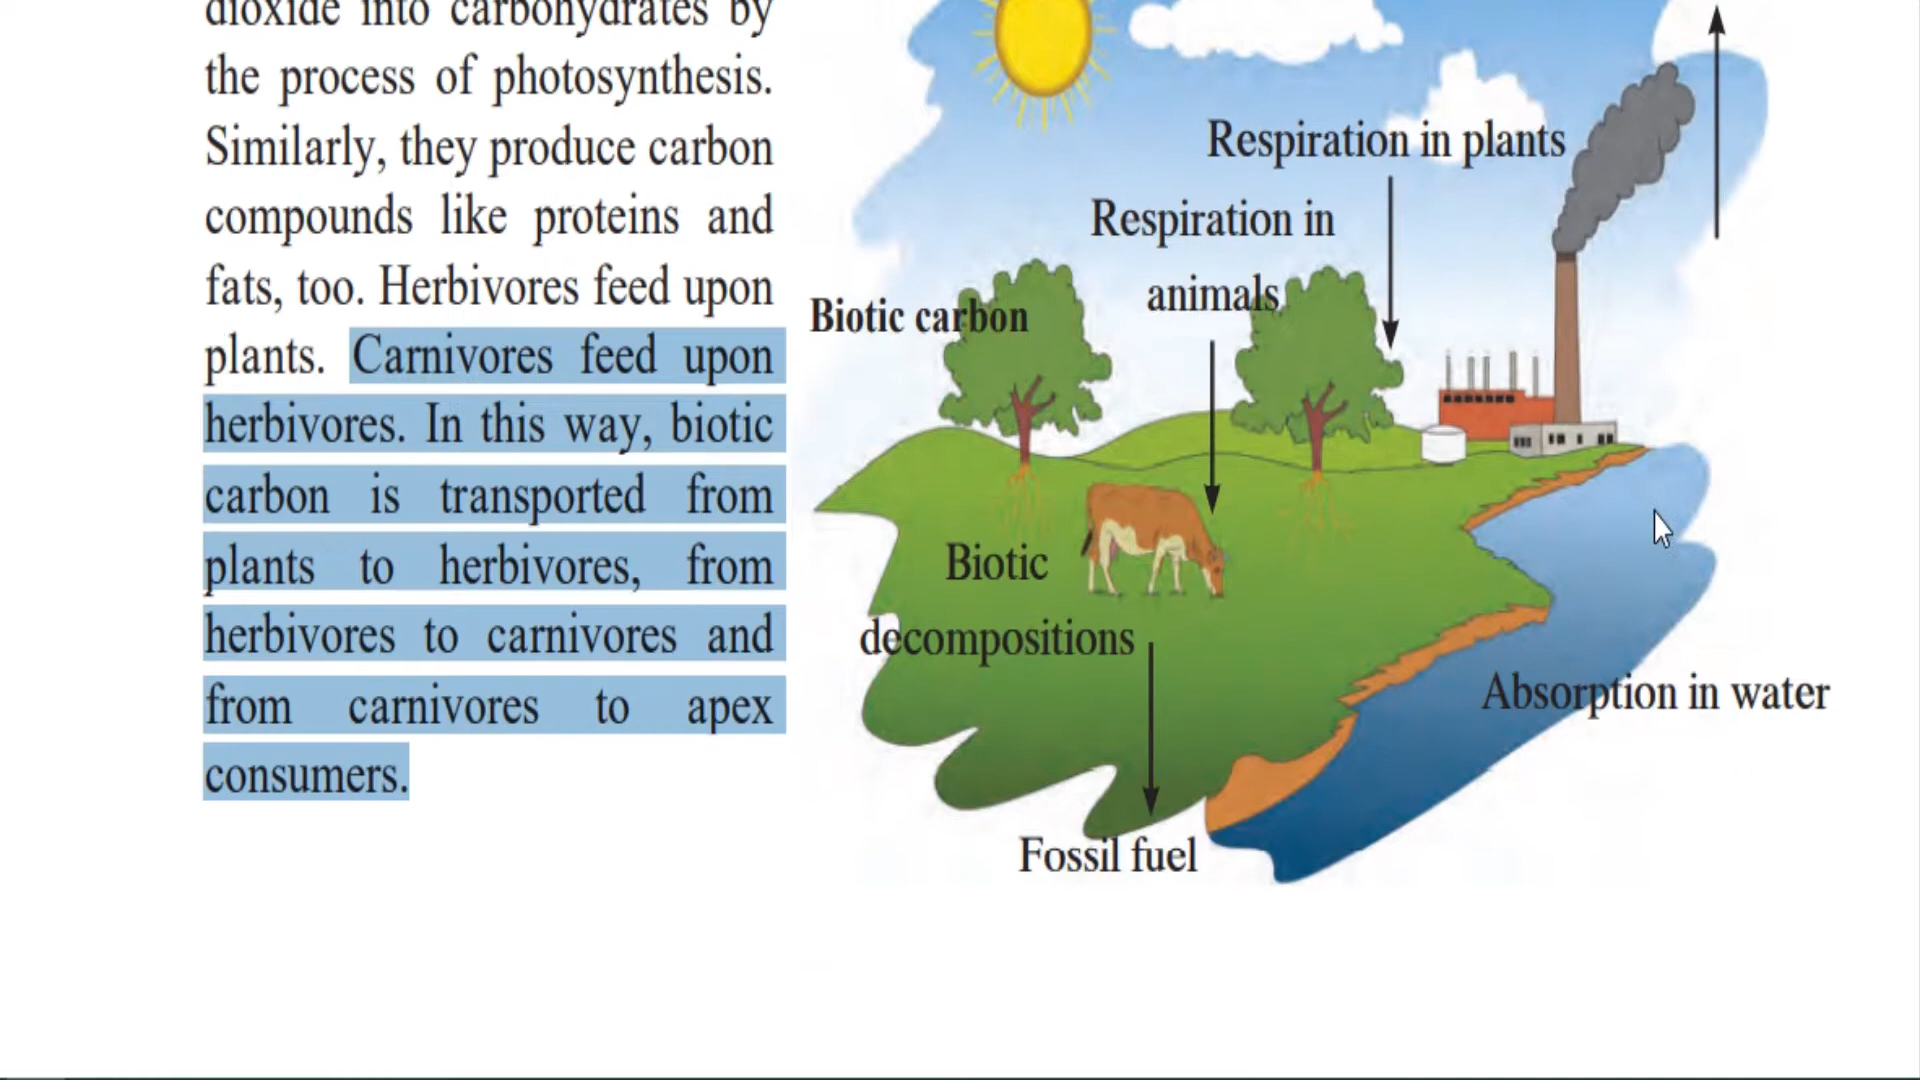 dioxide into carbohydrates by
the process of photosynthesis.
Similarly, they produce carbon
compounds like proteins and
fats, too. Herbivores feed upon
plants. Carnivores feed upon
herbivores. In this way, biotic
carbon is transported from
plants to herbivores, from
herbivores to carnivores and
from carnivores to apex
consumers.
Respiration in plants
Respiration in
animals
Biotic carbon
Biotic
decompositions
Absorption in water
Fossil fuel